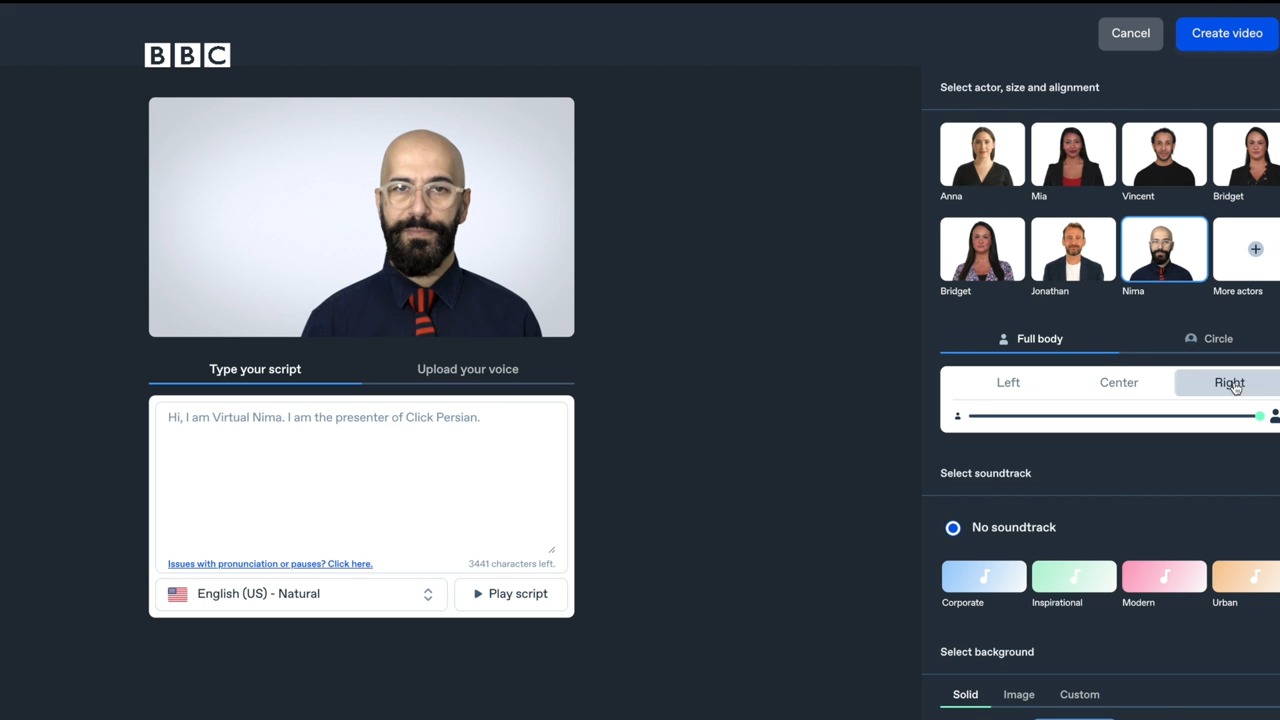 BBC
Cancel
Create video
Select actor, size and alignment
Anna
Mia
Vincent
Bridget
Bridget
Jonathan
Nima
More actors
Full body
Circle
Left
Center
Right
Type your script
Upload your voice
Hi, I am Virtual Nima. I am the presenter of Click Persian.
Issues with pronunciation or pauses? Click here.
3441 characters left.
English (US) - Natural
Play script
Select soundtrack
No soundtrack
Corporate
Inspirational
Modern
Urban
Select background
Solid
Image
Custom